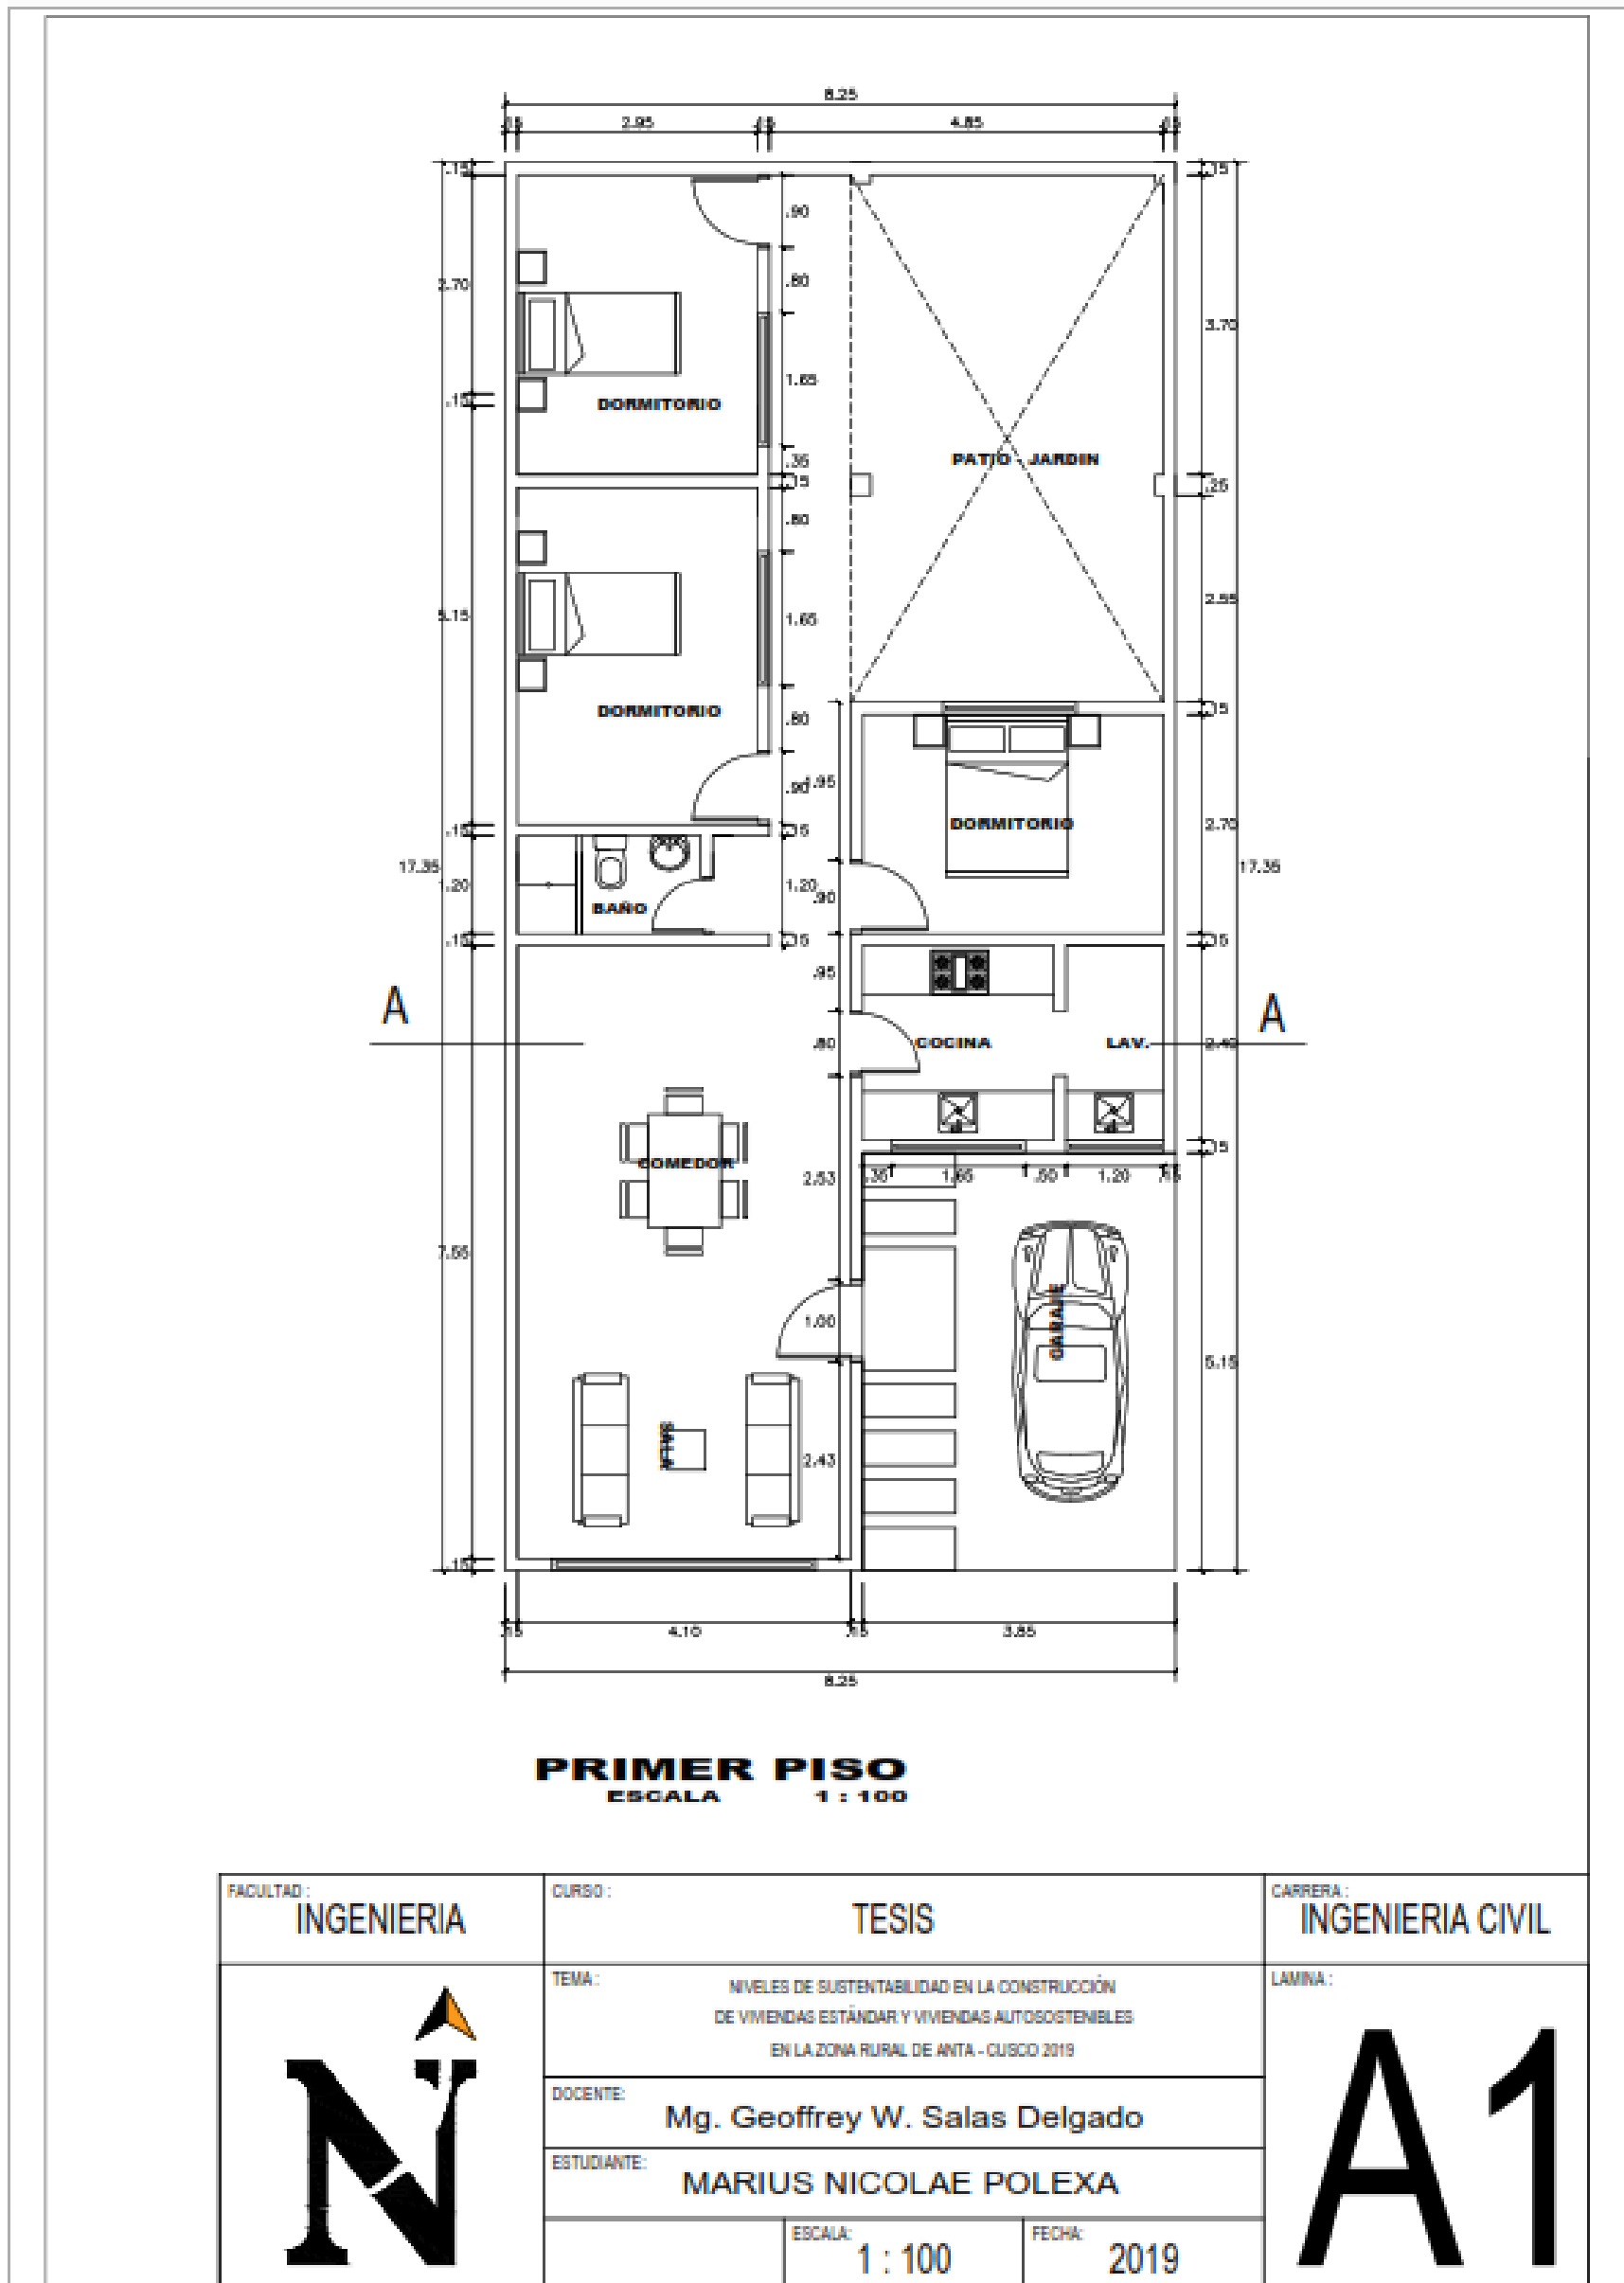 8.25
.15 2.95 .15 4.85 .15
.15 .15
.90
2.70 .80 3.70
1.65
.15 DORMITORIO
.35 PATIO - JARDIN
.15 .25
.80
5.15 1.65 2.55
DORMITORIO .80 .15
.90 .95
DORMITORIO 2.70
.15 .15
17.35 17.35
1.20 BAÑO 1.20 .90
.15 .15 .15
.95
A A
.80 COCINA LAV. 2.40
COMEDOR .15
2.53 .35 1.65 .50 1.20 .15
7.55
1.00 GARAJE
5.15
SALA 2.43
.15
.15 4.10 .15 3.85
8.25
PRIMER PISO
ESCALA 1 : 100
FACULTAD :
INGENIERIA
CURSO :
TESIS
CARRERA :
INGENIERIA CIVIL
N
TEMA :
NIVELES DE SUSTENTABILIDAD EN LA CONSTRUCCIÓN
DE VIVIENDAS ESTÁNDAR Y VIVIENDAS AUTOSOSTENIBLES
EN LA ZONA RURAL DE ANTA - CUSCO 2019
DOCENTE:
Mg. Geoffrey W. Salas Delgado
ESTUDIANTE:
MARIUS NICOLAE POLEXA
ESCALA:
1 : 100
FECHA:
2019
LAMINA :
A1